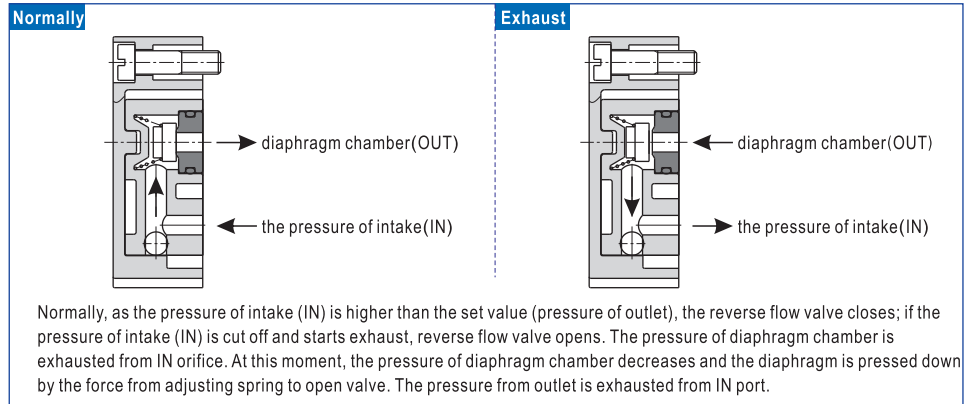 Normally
Exhaust
diaphragm chamber(OUT)
diaphragm chamber(OUT)
the pressure of intake(IN)
the pressure of intake(IN)
Normally, as the pressure of intake (IN) is higher than the set value (pressure of outlet), the reverse flow valve closes; if the
pressure of intake (IN) is cut off and starts exhaust, reverse flow valve opens. The pressure of diaphragm chamber is
exhausted from IN orifice. At this moment, the pressure of diaphragm chamber decreases and the diaphragm is pressed down
by the force from adjusting spring to open valve. The pressure from outlet is exhausted from IN port.